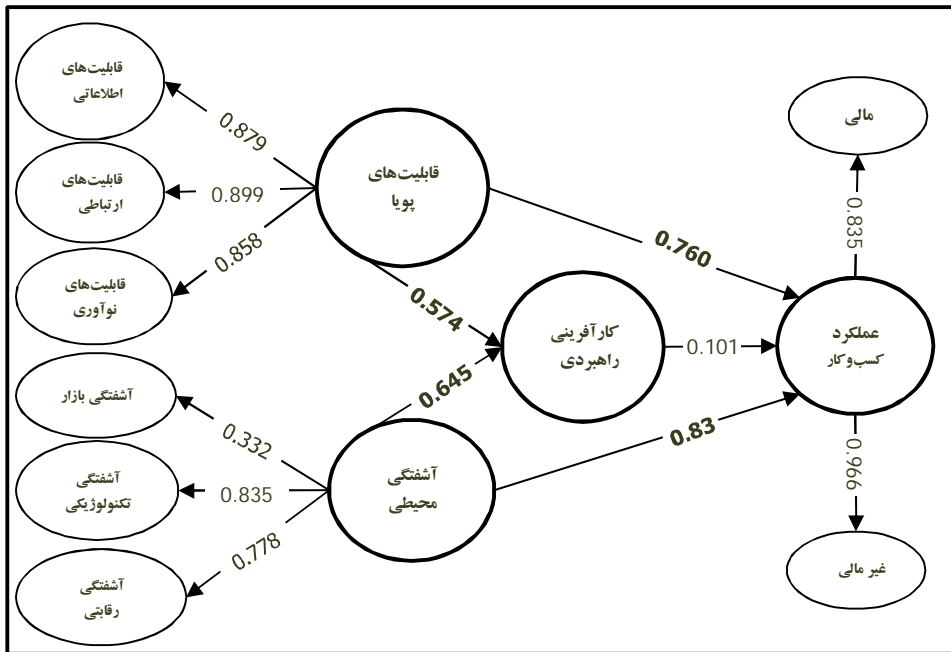 قابلیت‌های
اطلاعاتی
قابلیت‌های
ارتباطی
قابلیت‌های
نوآوری
آشفتگی بازار
آشفتگی
تکنولوژیکی
آشفتگی
رقابتی
0.879
0.899
0.858
0.332
0.835
0.778
قابلیت‌های
پویا
آشفتگی
محیطی
0.574
0.645
0.760
0.83
کارآفرینی
راهبردی
0.101
مالی
0.835
عملکرد
کسب‌وکار
0.966
غیر مالی